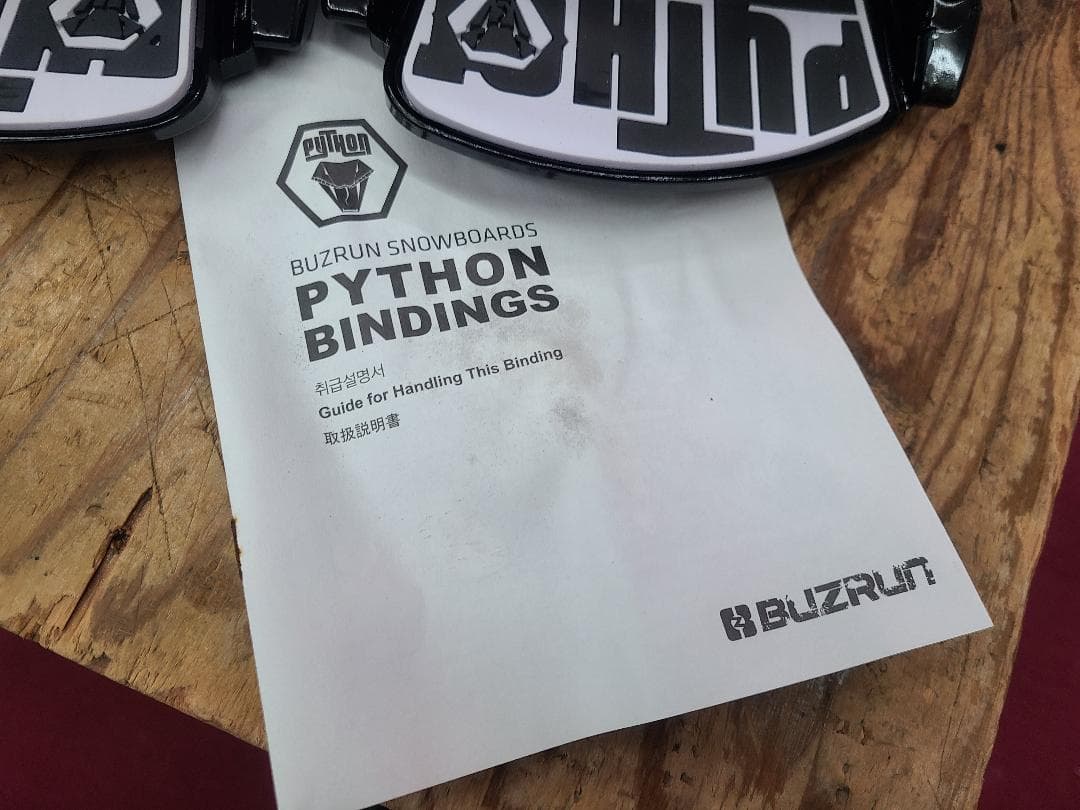 PYTHON
PYTHON
BUZRUN SNOWBOARDS
PYTHON
BINDINGS
취급설명서
Guide for Handling This Binding
取扱説明書
BUZRUN